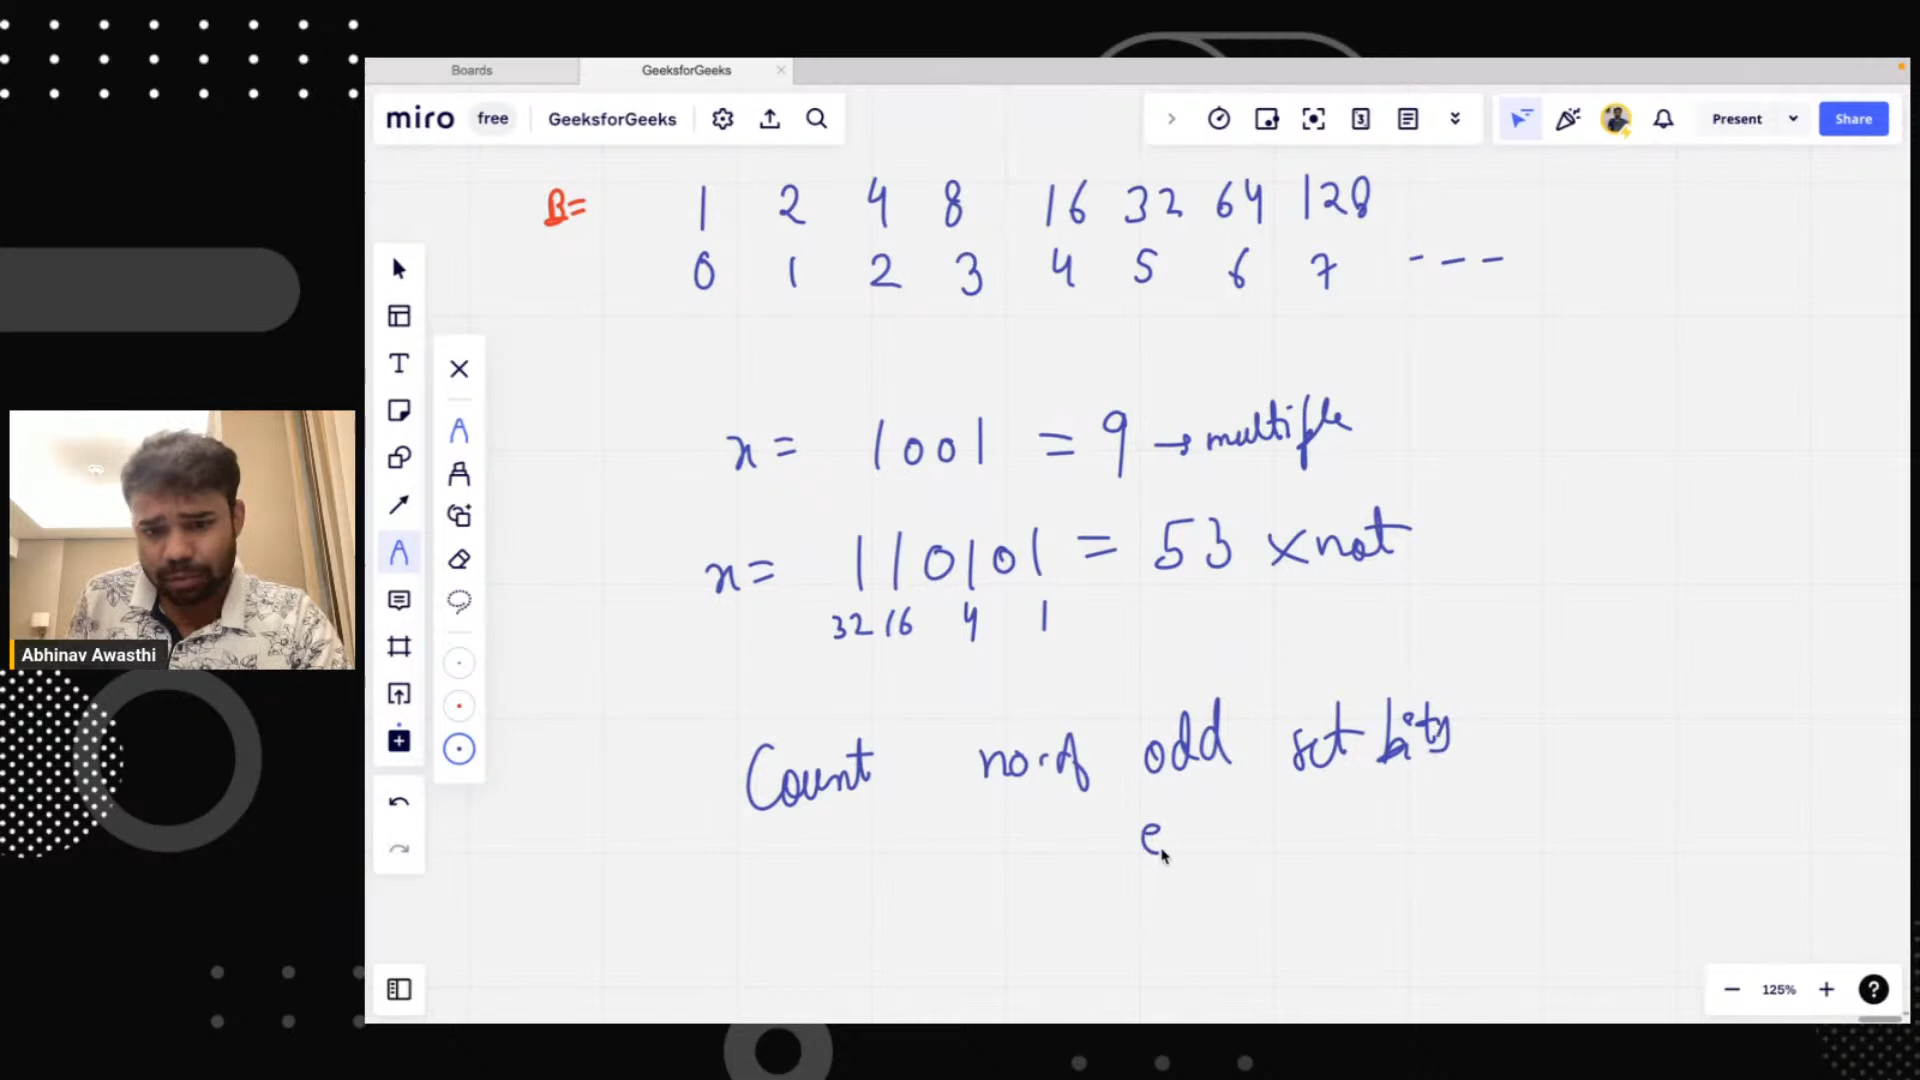 Boards GeeksforGeeks
miro free GeeksforGeeks 3 Present Share
B= 1 2 4 8 16 32 64 128
0 1 2 3 4 5 6 7 ---
x= 1001 = 9 → multiple
x= 110101 = 53 x not
32 16 4 1
Abhinav Awasthi
Count no. of odd set bits
e
125%